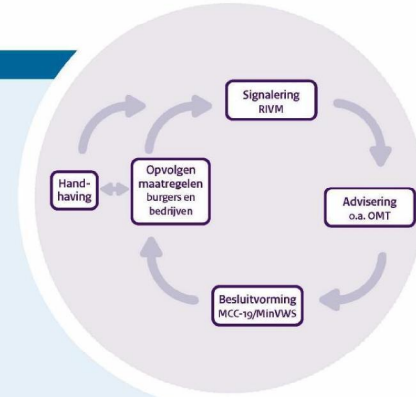 Signalering
RIVM
Advisering
o.a. OMT
Besluitvorming
MCC-19/MinVWS
Opvolgen
maatregelen
burgers en
bedrijven
Hand-
having